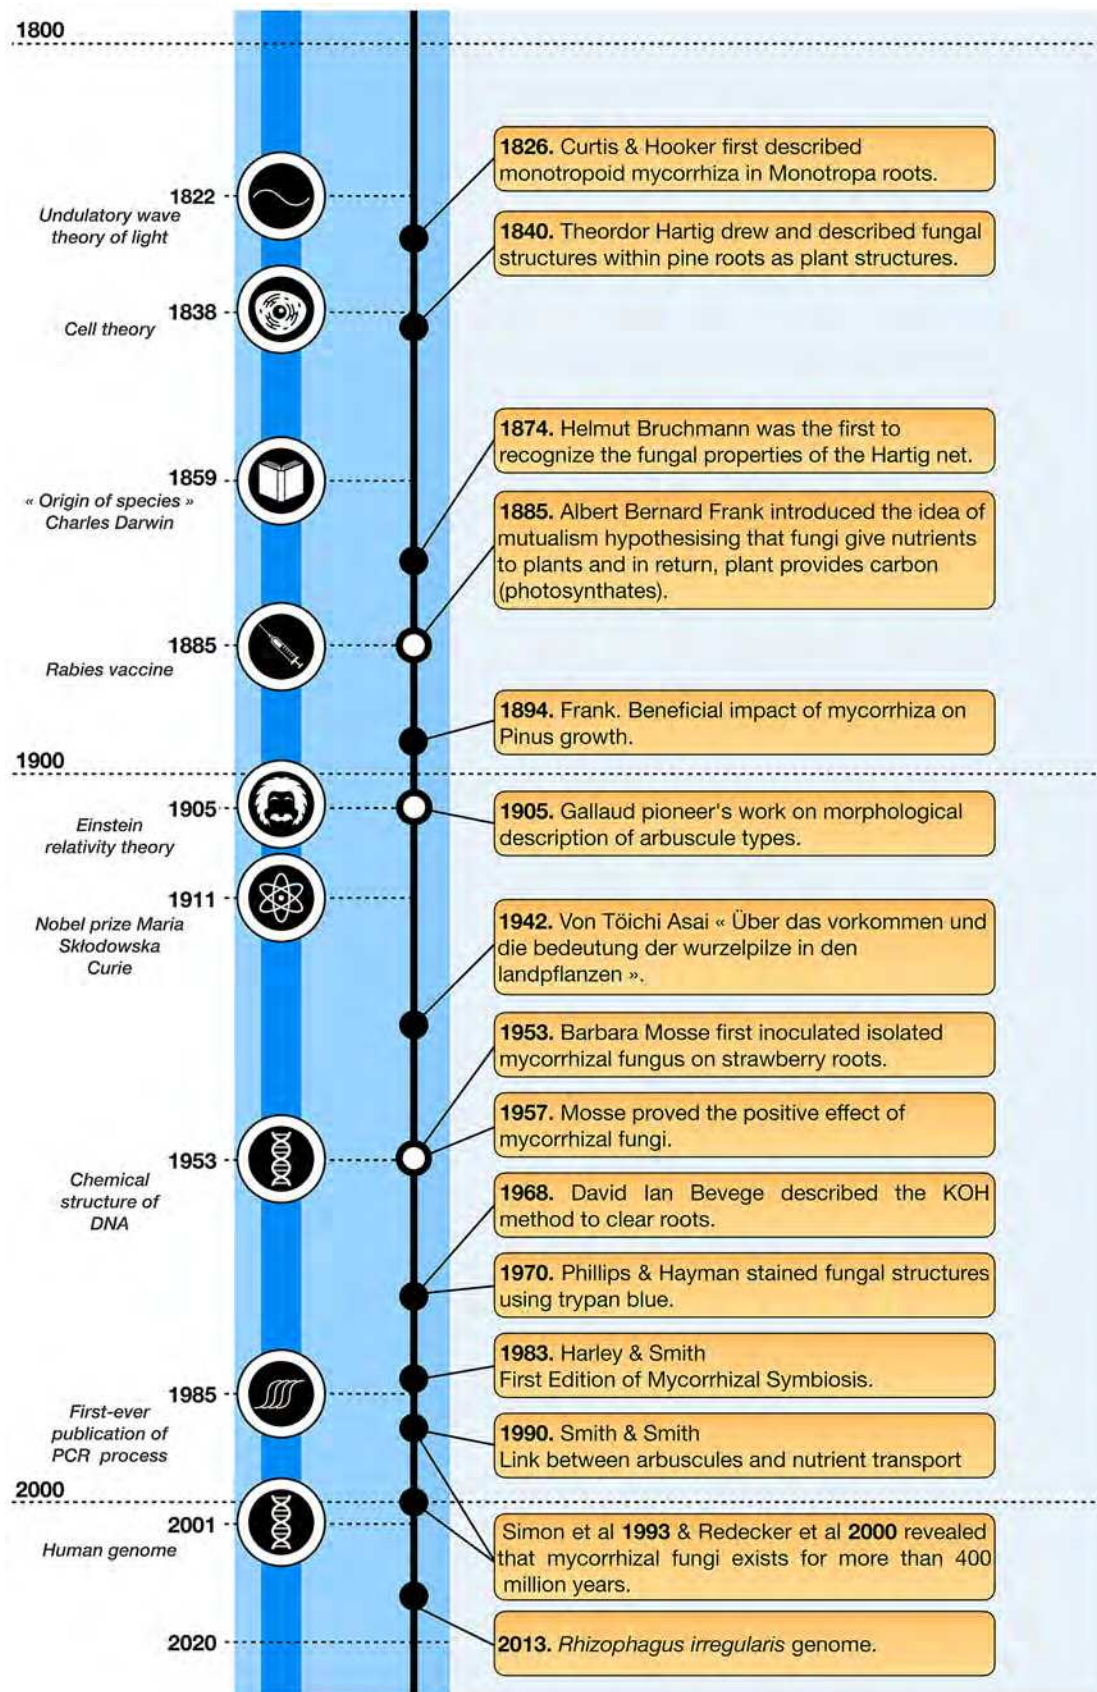 1800
1826. Curtis & Hooker first described
monotropoid mycorrhiza in Monotropa roots.
1822
Undulatory wave
theory of light
1840. Theordor Hartig drew and described fungal
structures within pine roots as plant structures.
1838
Cell theory
1874. Helmut Bruchmann was the first to
recognize the fungal properties of the Hartig net.
1859
« Origin of species »
Charles Darwin
1885. Albert Bernard Frank introduced the idea of
mutualism hypothesising that fungi give nutrients
to plants and in return, plant provides carbon
(photosynthates).
1885
Rabies vaccine
1894. Frank. Beneficial impact of mycorrhiza on
Pinus growth.
1900
1905
Einstein
relativity theory
1905. Gallaud pioneer's work on morphological
description of arbuscule types.
1911
Nobel prize Maria
Skłodowska
Curie
1942. Von Töichi Asai « Über das vorkommen und
die bedeutung der wurzelpilze in den
landpflanzen ».
1953. Barbara Mosse first inoculated isolated
mycorrhizal fungus on strawberry roots.
1957. Mosse proved the positive effect of
mycorrhizal fungi.
1953
Chemical
structure of
DNA
1968. David Ian Bevege described the KOH
method to clear roots.
1970. Phillips & Hayman stained fungal structures
using trypan blue.
1983. Harley & Smith
First Edition of Mycorrhizal Symbiosis.
1985
First-ever
publication of
PCR process
1990. Smith & Smith
Link between arbuscules and nutrient transport
2000
2001
Human genome
Simon et al 1993 & Redecker et al 2000 revealed
that mycorrhizal fungi exists for more than 400
million years.
2013. Rhizophagus irregularis genome.
2020